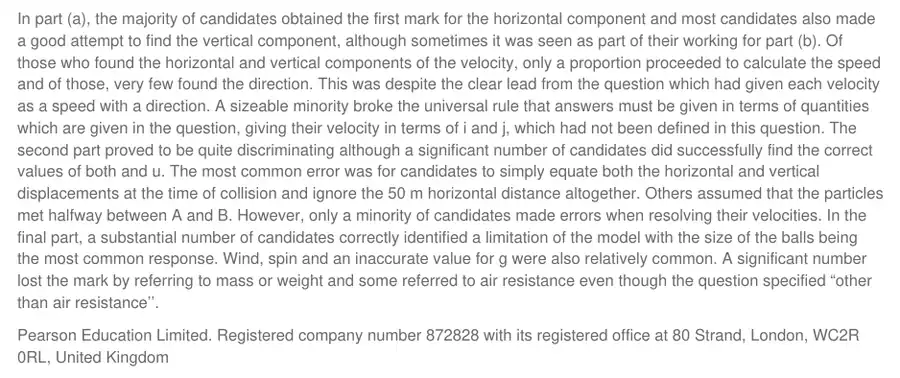 In part (a), the majority of candidates obtained the first mark for the horizontal component and most candidates also made
a good attempt to find the vertical component, although sometimes it was seen as part of their working for part (b). Of
those who found the horizontal and vertical components of the velocity, only a proportion proceeded to calculate the speed
and of those, very few found the direction. This was despite the clear lead from the question which had given each velocity
as a speed with a direction. A sizeable minority broke the universal rule that answers must be given in terms of quantities
which are given in the question, giving their velocity in terms of i and j, which had not been defined in this question. The
second part proved to be quite discriminating although a significant number of candidates did successfully find the correct
values of both and u. The most common error was for candidates to simply equate both the horizontal and vertical
displacements at the time of collision and ignore the 50 m horizontal distance altogether. Others assumed that the particles
met halfway between A and B. However, only a minority of candidates made errors when resolving their velocities. In the
final part, a substantial number of candidates correctly identified a limitation of the model with the size of the balls being
the most common response. Wind, spin and an inaccurate value for g were also relatively common. A significant number
lost the mark by referring to mass or weight and some referred to air resistance even though the question specified “other
than air resistance’’.
Pearson Education Limited. Registered company number 872828 with its registered office at 80 Strand, London, WC2R
0RL, United Kingdom